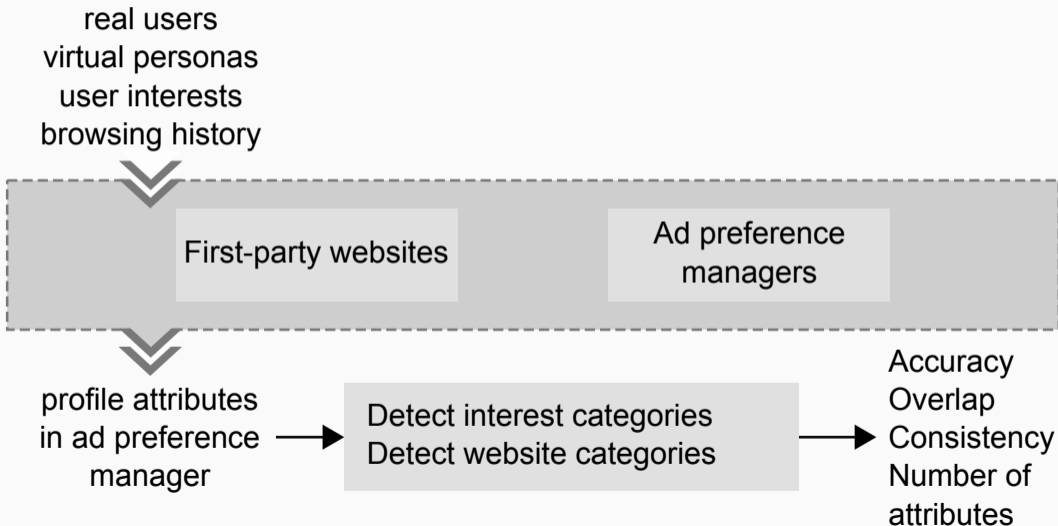 real users
virtual personas
user interests
browsing history
First-party websites
Ad preference
managers
profile attributes
in ad preference
manager
Detect interest categories
Detect website categories
Accuracy
Overlap
Consistency
Number of
attributes